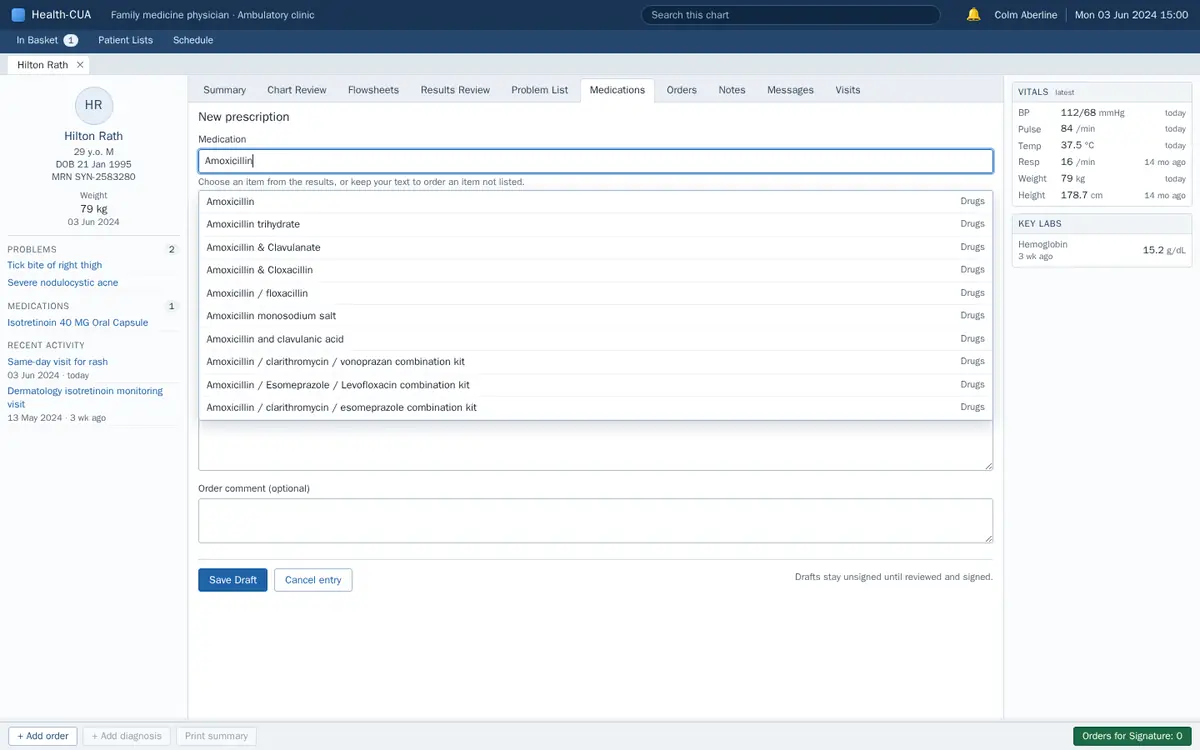 Health-CUA
Family medicine physician · Ambulatory clinic
Search this chart
Colm Aberline
Mon 03 Jun 2024 15:00
In Basket 1
Patient Lists
Schedule
Hilton Rath ✕
HR
Hilton Rath
29 y.o. M
DOB 21 Jan 1995
MRN SYN-2583280
Weight
79 kg
03 Jun 2024
PROBLEMS 2
Tick bite of right thigh
Severe nodulocystic acne
MEDICATIONS 1
Isotretinoin 40 MG Oral Capsule
RECENT ACTIVITY
Same-day visit for rash
03 Jun 2024 · today
Dermatology isotretinoin monitoring
visit
13 May 2024 · 3 wk ago
Summary
Chart Review
Flowsheets
Results Review
Problem List
Medications
Orders
Notes
Messages
Visits
New prescription
Medication
Amoxicillin
Choose an item from the results, or keep your text to order an item not listed.
Amoxicillin Drugs
Amoxicillin trihydrate Drugs
Amoxicillin & Clavulanate Drugs
Amoxicillin & Cloxacillin Drugs
Amoxicillin / floxacillin Drugs
Amoxicillin monosodium salt Drugs
Amoxicillin and clavulanic acid Drugs
Amoxicillin / clarithromycin / vonoprazan combination kit Drugs
Amoxicillin / Esomeprazole / Levofloxacin combination kit Drugs
Amoxicillin / clarithromycin / esomeprazole combination kit Drugs
Order comment (optional)
Save Draft
Cancel entry
Drafts stay unsigned until reviewed and signed.
VITALS latest
BP 112/68 mmHg today
Pulse 84 /min today
Temp 37.5 °C today
Resp 16 /min 14 mo ago
Weight 79 kg today
Height 178.7 cm 14 mo ago
KEY LABS
Hemoglobin
3 wk ago
15.2 g/dL
+ Add order
+ Add diagnosis
Print summary
Orders for Signature: 0